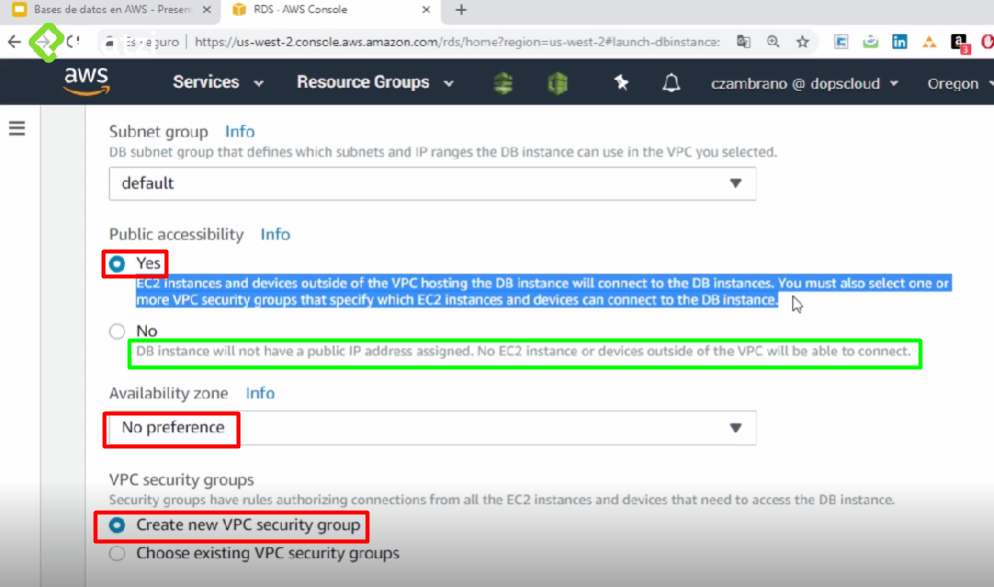 Bases de datos en AWS - Present
RDS - AWS Console
https://us-west-2.console.aws.amazon.com/rds/home?region=us-west-2#launch-dbinstance:
aws
Services
Resource Groups
czambrano @ dopscloud
Oregon
Subnet group Info
DB subnet group that defines which subnets and IP ranges the DB instance can use in the VPC you selected.
default
Public accessibility Info
Yes
EC2 instances and devices outside of the VPC hosting the DB instance will connect to the DB instances. You must also select one or
more VPC security groups that specify which EC2 instances and devices can connect to the DB instance.
No
DB instance will not have a public IP address assigned. No EC2 instance or devices outside of the VPC will be able to connect.
Availability zone Info
No preference
VPC security groups
Security groups have rules authorizing connections from all the EC2 instances and devices that need to access the DB instance.
Create new VPC security group
Choose existing VPC security groups